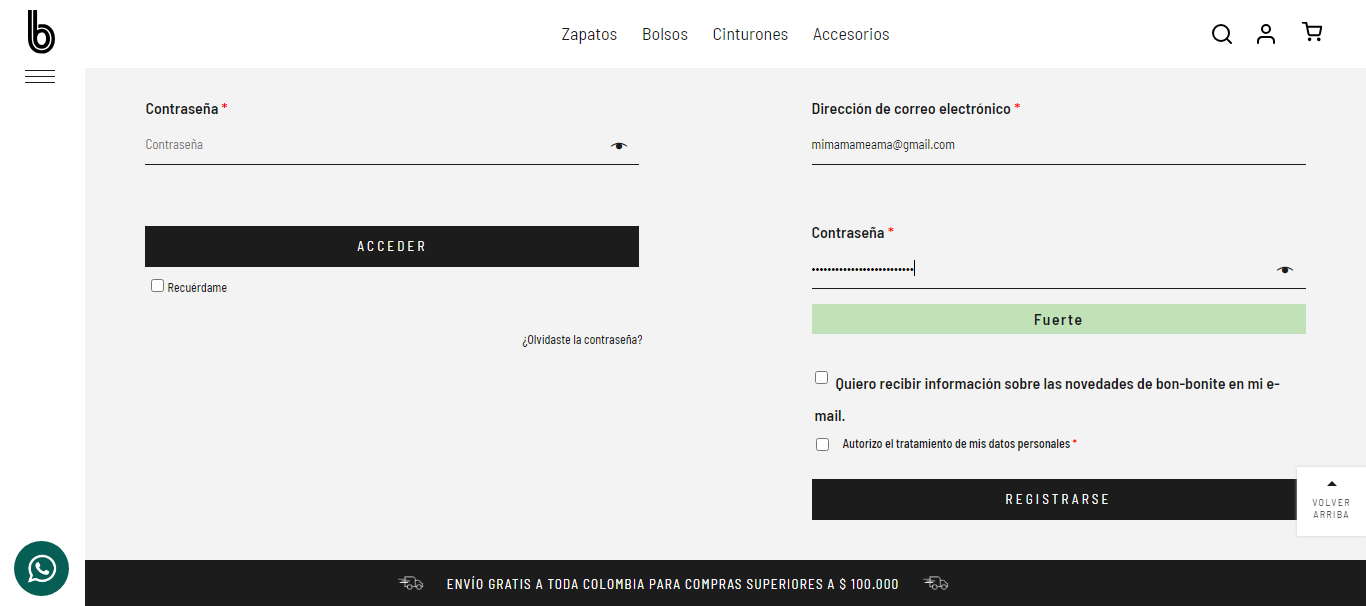 b
Zapatos Bolsos Cinturones Accesorios
Contraseña *
Contraseña
ACCEDER
Recuérdame
¿Olvidaste la contraseña?
Dirección de correo electrónico *
mimamameama@gmail.com
Contraseña *
••••••••••••••••••••••••••
Fuerte
Quiero recibir información sobre las novedades de bon-bonite en mi e-
mail.
Autorizo el tratamiento de mis datos personales *
REGISTRARSE
VOLVER
ARRIBA
ENVÍO GRATIS A TODA COLOMBIA PARA COMPRAS SUPERIORES A $ 100.000